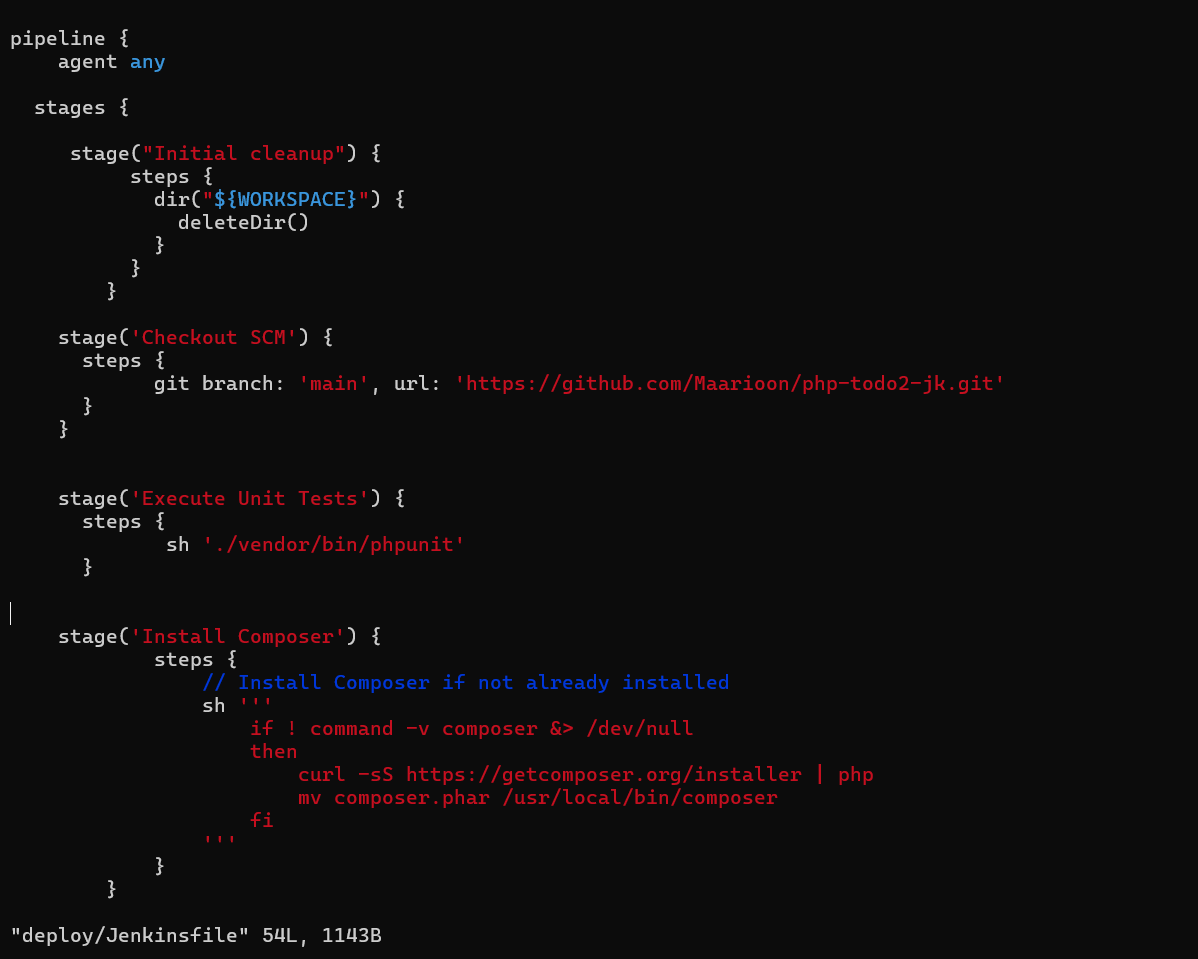 pipeline {
    agent any

  stages {

     stage("Initial cleanup") {
          steps {
            dir("${WORKSPACE}") {
              deleteDir()
            }
          }
        }

    stage('Checkout SCM') {
      steps {
            git branch: 'main', url: 'https://github.com/Maarioon/php-todo2-jk.git'
      }
    }


    stage('Execute Unit Tests') {
      steps {
             sh './vendor/bin/phpunit'
      }


    stage('Install Composer') {
            steps {
                // Install Composer if not already installed
                sh '''
                    if ! command -v composer &> /dev/null
                    then
                        curl -sS https://getcomposer.org/installer | php
                        mv composer.phar /usr/local/bin/composer
                    fi
                '''
            }
        }

"deploy/Jenkinsfile" 54L, 1143B